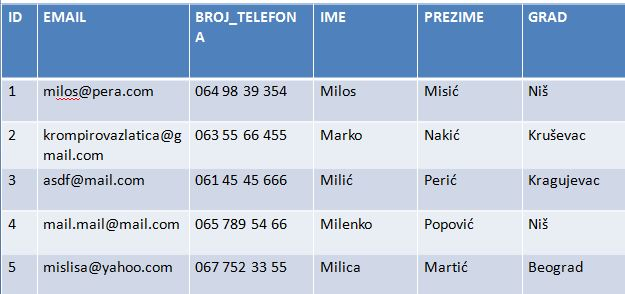 ID EMAIL BROJ_TELEFON IME PREZIME GRAD
A
1 milos@pera.com 064 98 39 354 Milos Misić Niš
2 krompirovazlatica@g 063 55 66 455 Marko Nakić Kruševac
mail.com
3 asdf@mail.com 061 45 45 666 Milić Perić Kragujevac
4 mail.mail@mail.com 065 789 54 66 Milenko Popović Niš
5 mislisa@yahoo.com 067 752 33 55 Milica Martić Beograd